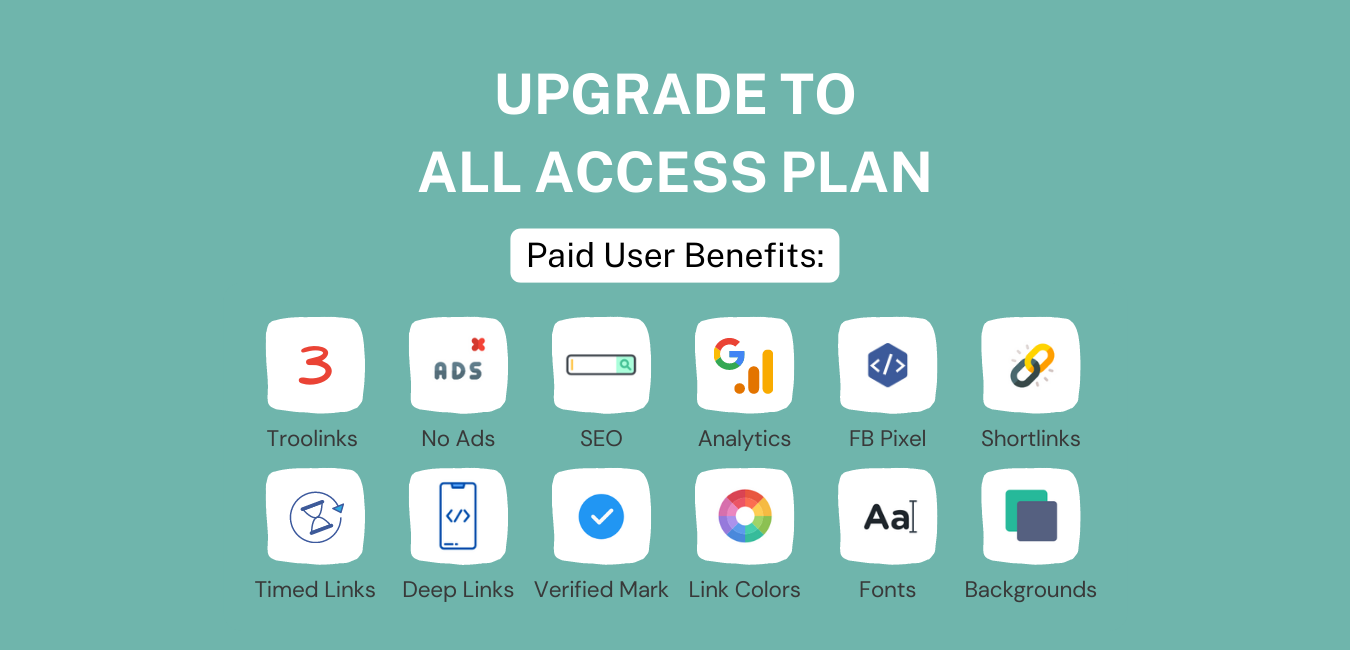 UPGRADE TO
ALL ACCESS PLAN
Paid User Benefits:
3
ADS
G
</>
Troolinks
No Ads
SEO
Analytics
FB Pixel
Shortlinks
</>
Aa
Timed Links
Deep Links
Verified Mark
Link Colors
Fonts
Backgrounds